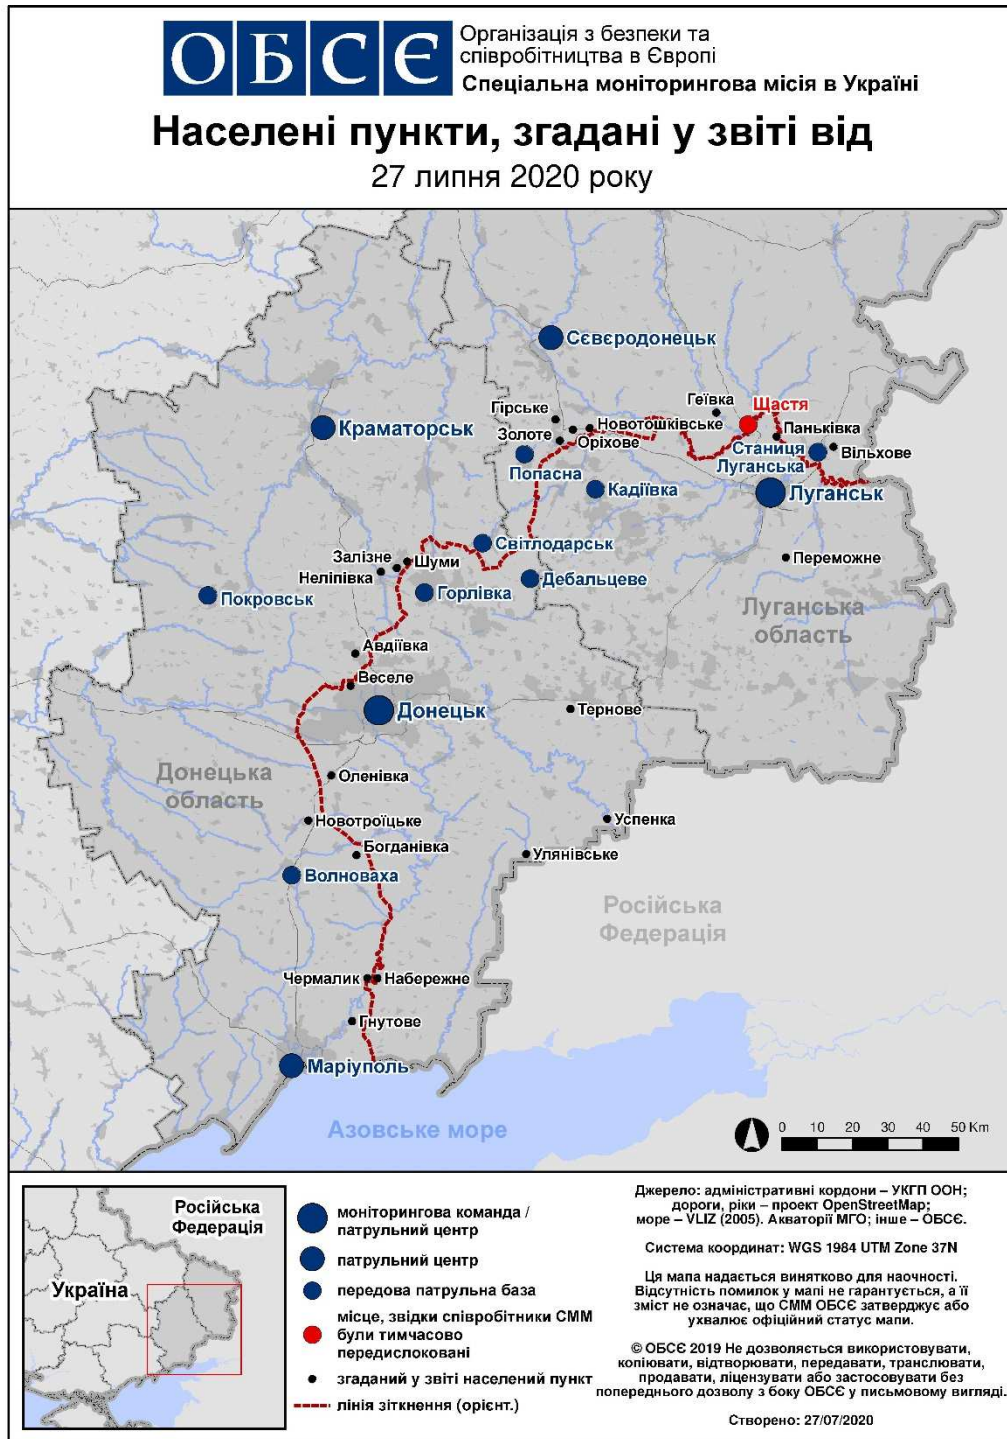 ОБСЄ
Організація з безпеки та
співробітництва в Європі
Спеціальна моніторингова місія в Україні
Населені пункти, згадані у звіті від
27 липня 2020 року
Сєвєродонецьк
Геївка
Щастя
Гірське
Новотошківське
Паньківка
Краматорськ
Золоте
Оріхове
Станиця
Луганська
Вільхове
Попасна
Кадіївка
Луганськ
Світлодарськ
Залізне
Шуми
Переможне
Неліпівка
Дебальцеве
Горлівка
Покровськ
Луганська
область
Авдіївка
Веселе
Донецьк
Тернове
Донецька
область
Оленівка
Новотроїцьке
Успенка
Богданівка
Улянівське
Волноваха
Російська
Федерація
Чермалик
Набережне
Гнутове
Маріуполь
Азовське море
0 10 20 30 40 50 Km
Російська
Федерація
Україна
моніторингова команда /
патрульний центр
патрульний центр
передова патрульна база
місце, звідки співробітники СММ
були тимчасово
передислоковані
згаданий у звіті населений пункт
лінія зіткнення (орієнт.)
Джерело: адміністративні кордони – УКГП ООН;
дороги, ріки – проект OpenStreetMap;
море – VLIZ (2005). Акваторії МГО; інше – ОБСЄ.
Система координат: WGS 1984 UTM Zone 37N
Ця мапа надається винятково для наочності.
Відсутність помилок у мапі не гарантується, а її
зміст не означає, що СММ ОБСЄ затверджує або
ухвалює офіційний статус мапи.
© ОБСЄ 2019 Не дозволяється використовувати,
копіювати, відтворювати, передавати, транслювати,
продавати, ліцензувати або застосовувати без
попереднього дозволу з боку ОБСЄ у письмовому вигляді.
Створено: 27/07/2020